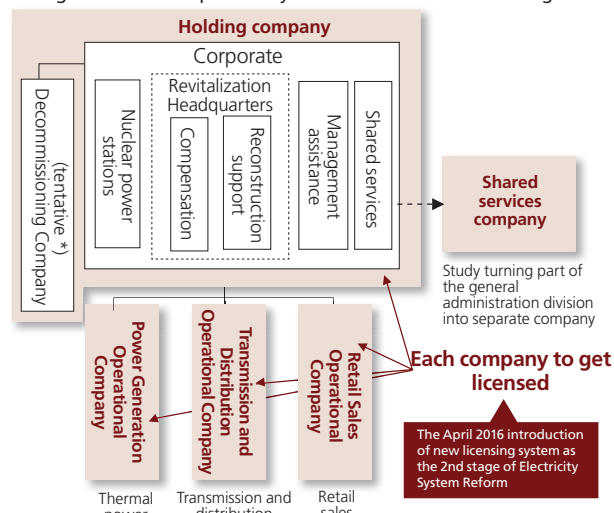 Holding company
Corporate
Decommissioning Company
(tentative *)
Nuclear power
stations
Revitalization
Headquarters
Compensation
Reconstruction
support
Management
assistance
Shared services
Shared
services
company
Study turning part of
the general
administration division
into separate company
Power Generation
Operational
Company
Transmission and
Distribution
Operational Company
Retail Sales
Operational
Company
Each company to get
licensed
The April 2016 introduction
of new licensing system as
the 2nd stage of Electricity
System Reform
Thermal
power
Transmission and
distribution
Retail
sales